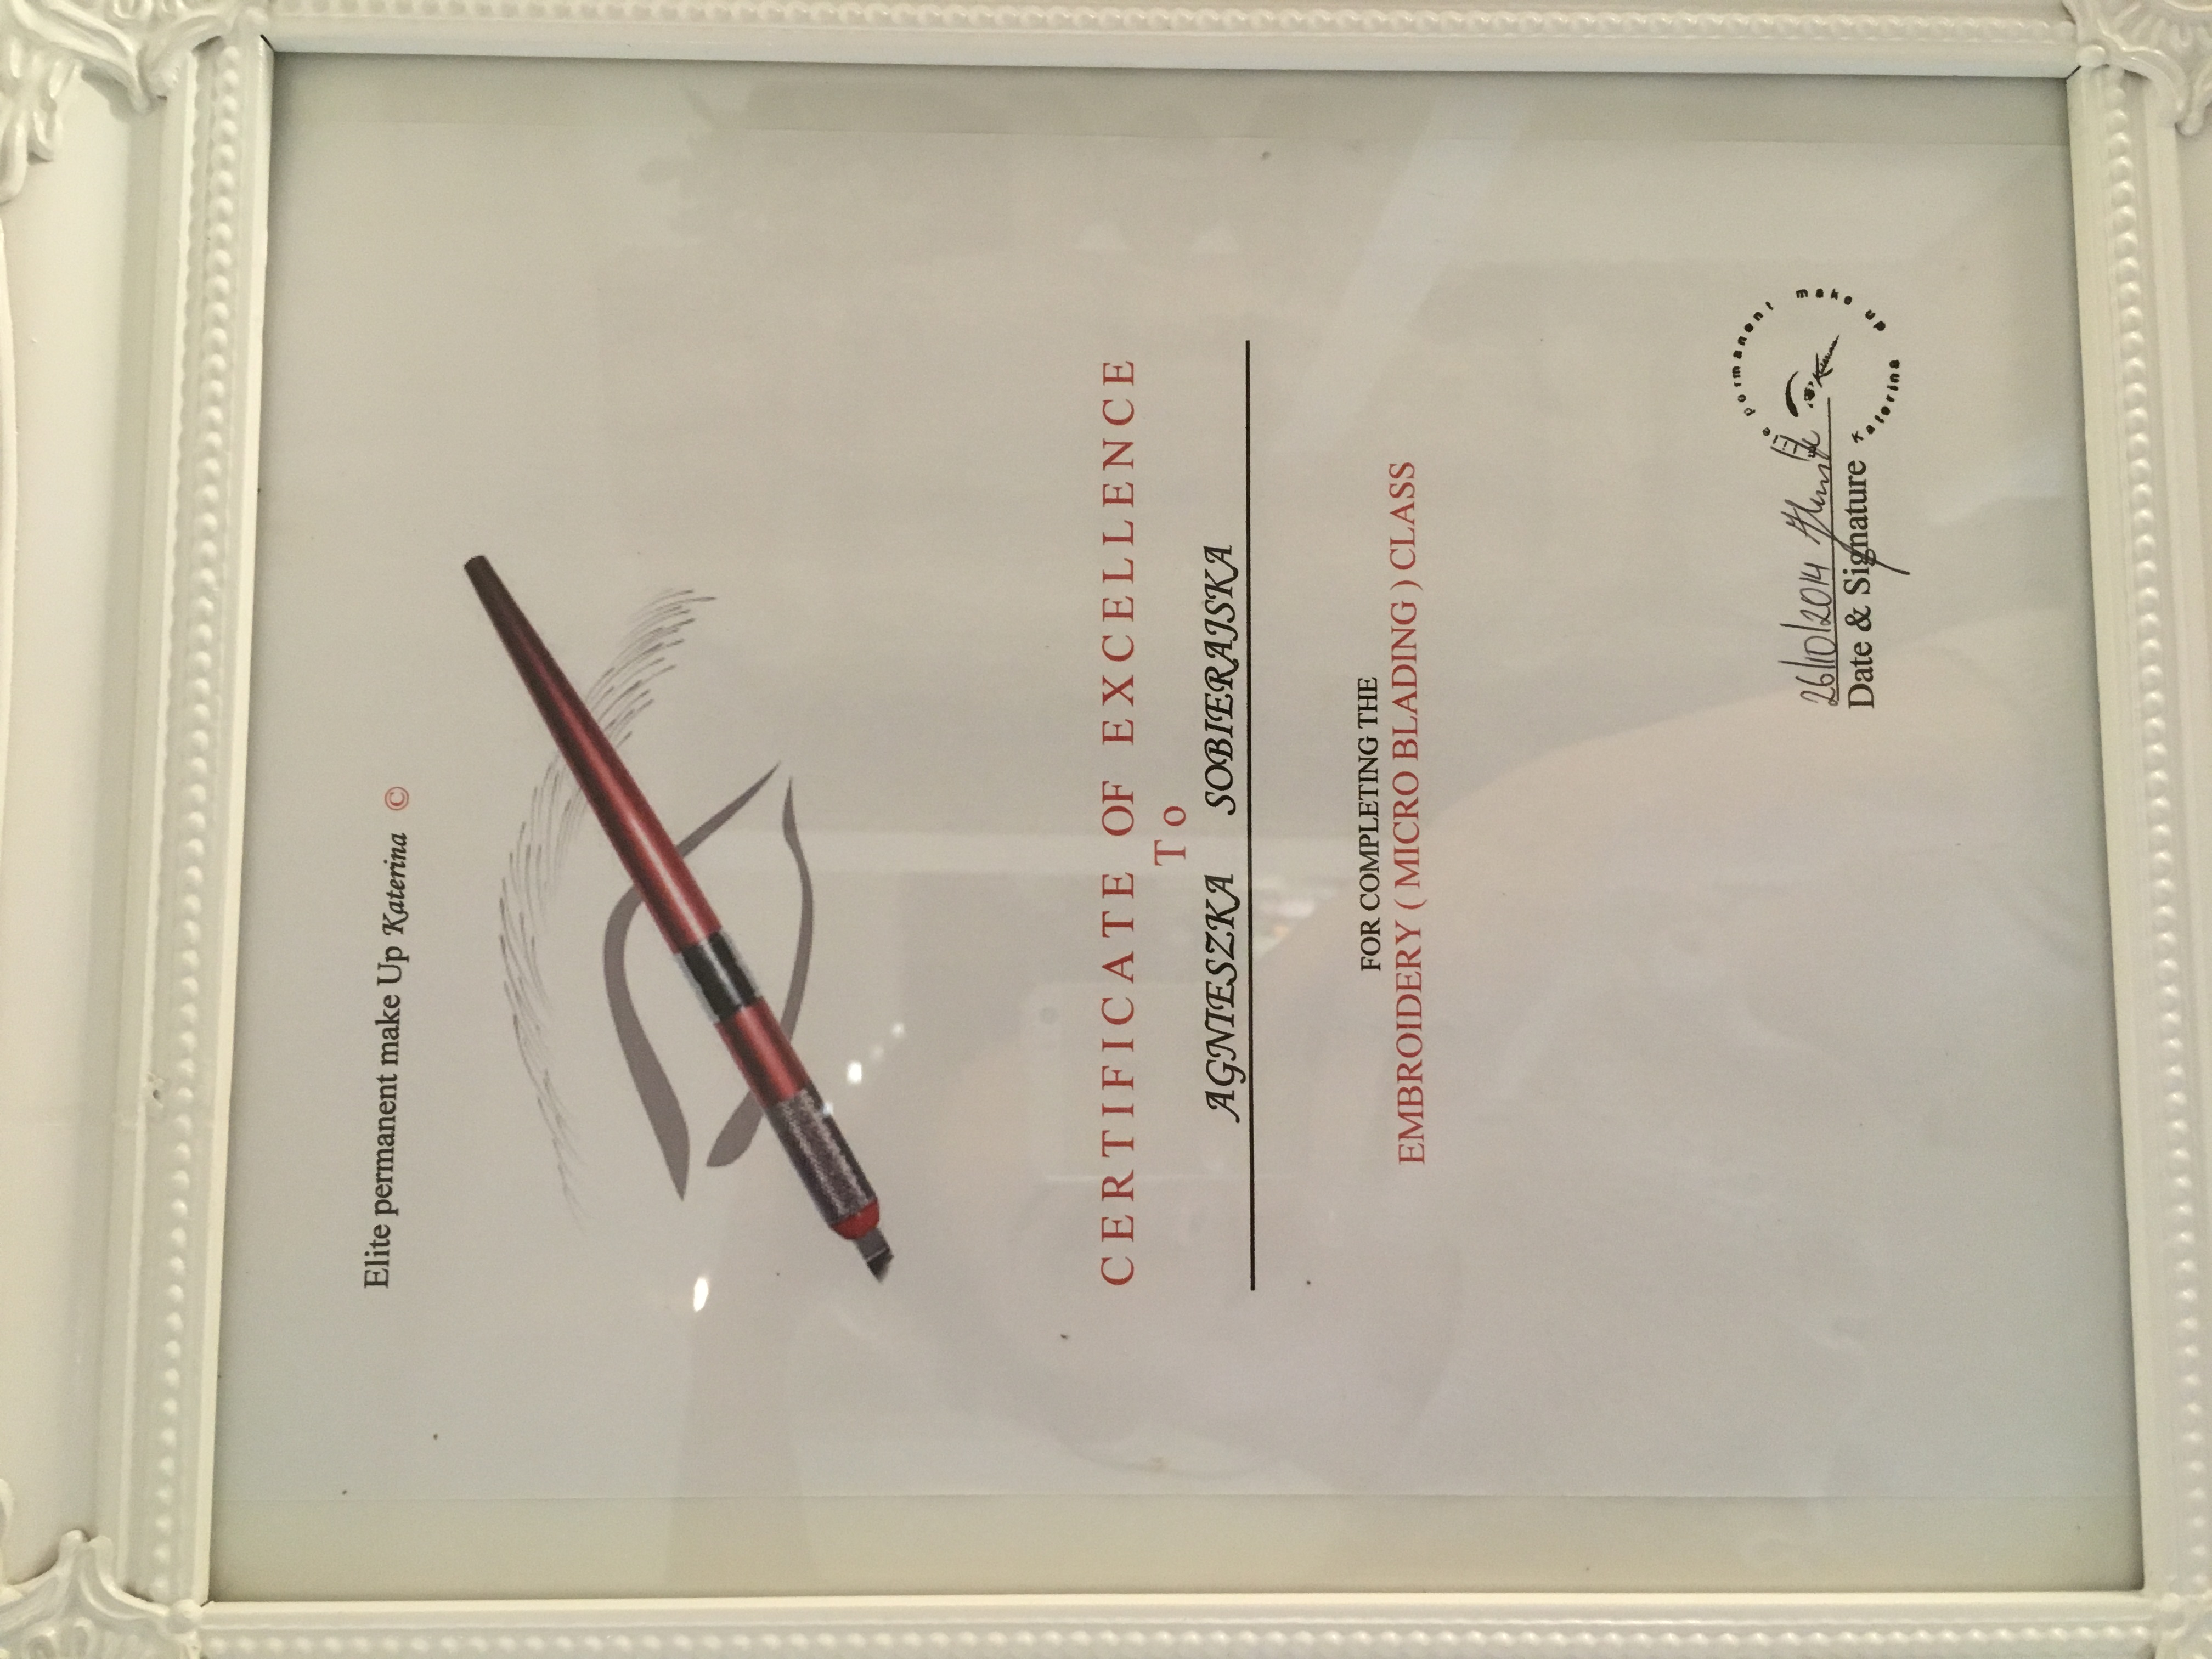 Elite permanent make Up Katerina ©
CERTIFICATE OF EXCELLENCE
To
AGNIESZKA SOBIERAJSKA
FOR COMPLETING THE
EMBROIDERY ( MICRO BLADING ) CLASS
26/10/2014
Date & Signature
Elite permanent make up Katerina